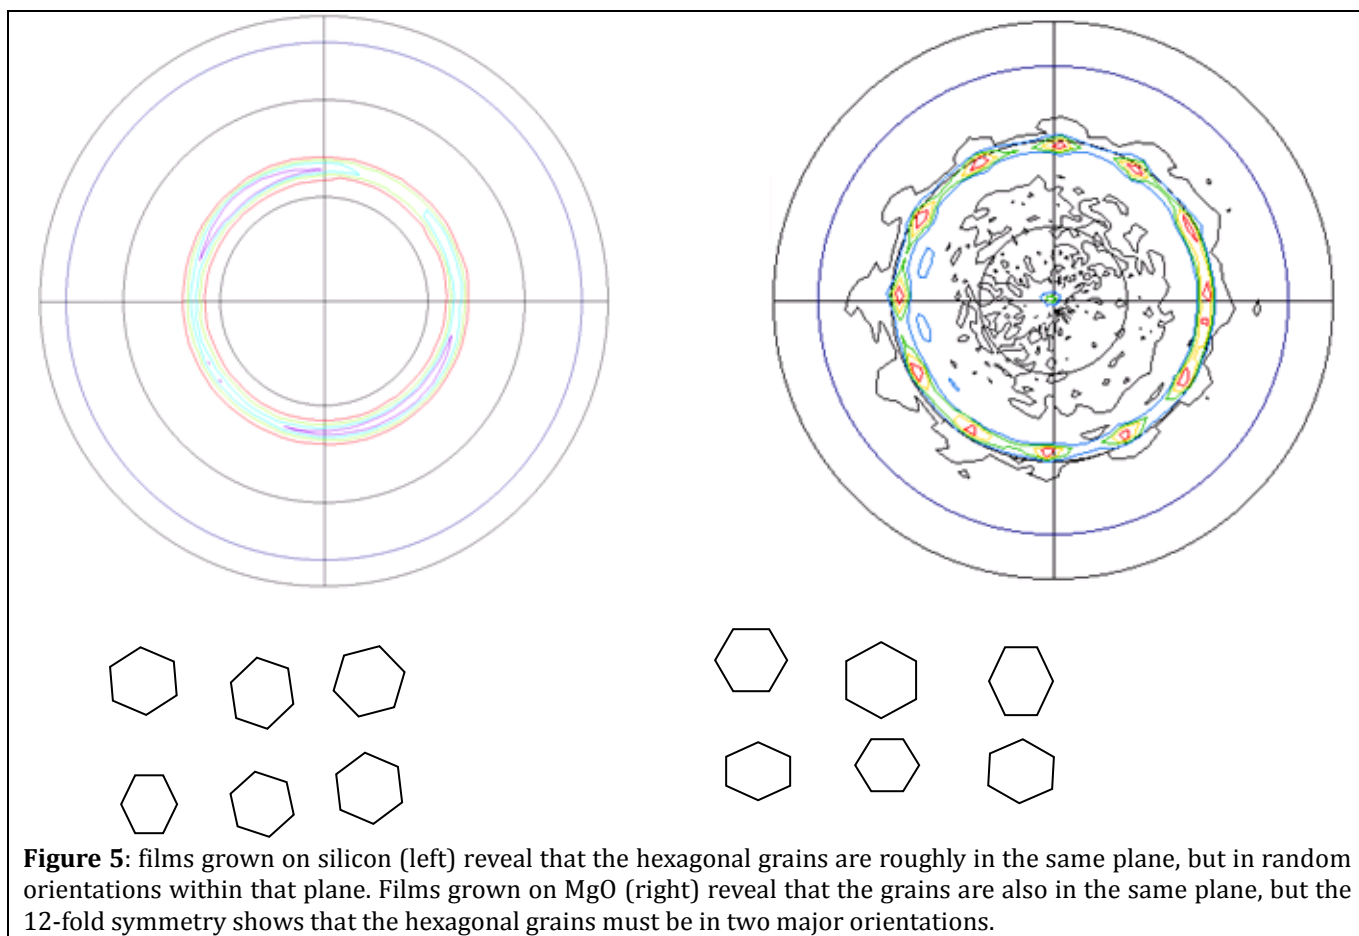 Figure 5: films grown on silicon (left) reveal that the hexagonal grains are roughly in the same plane, but in random
orientations within that plane. Films grown on MgO (right) reveal that the grains are also in the same plane, but the
12-fold symmetry shows that the hexagonal grains must be in two major orientations.